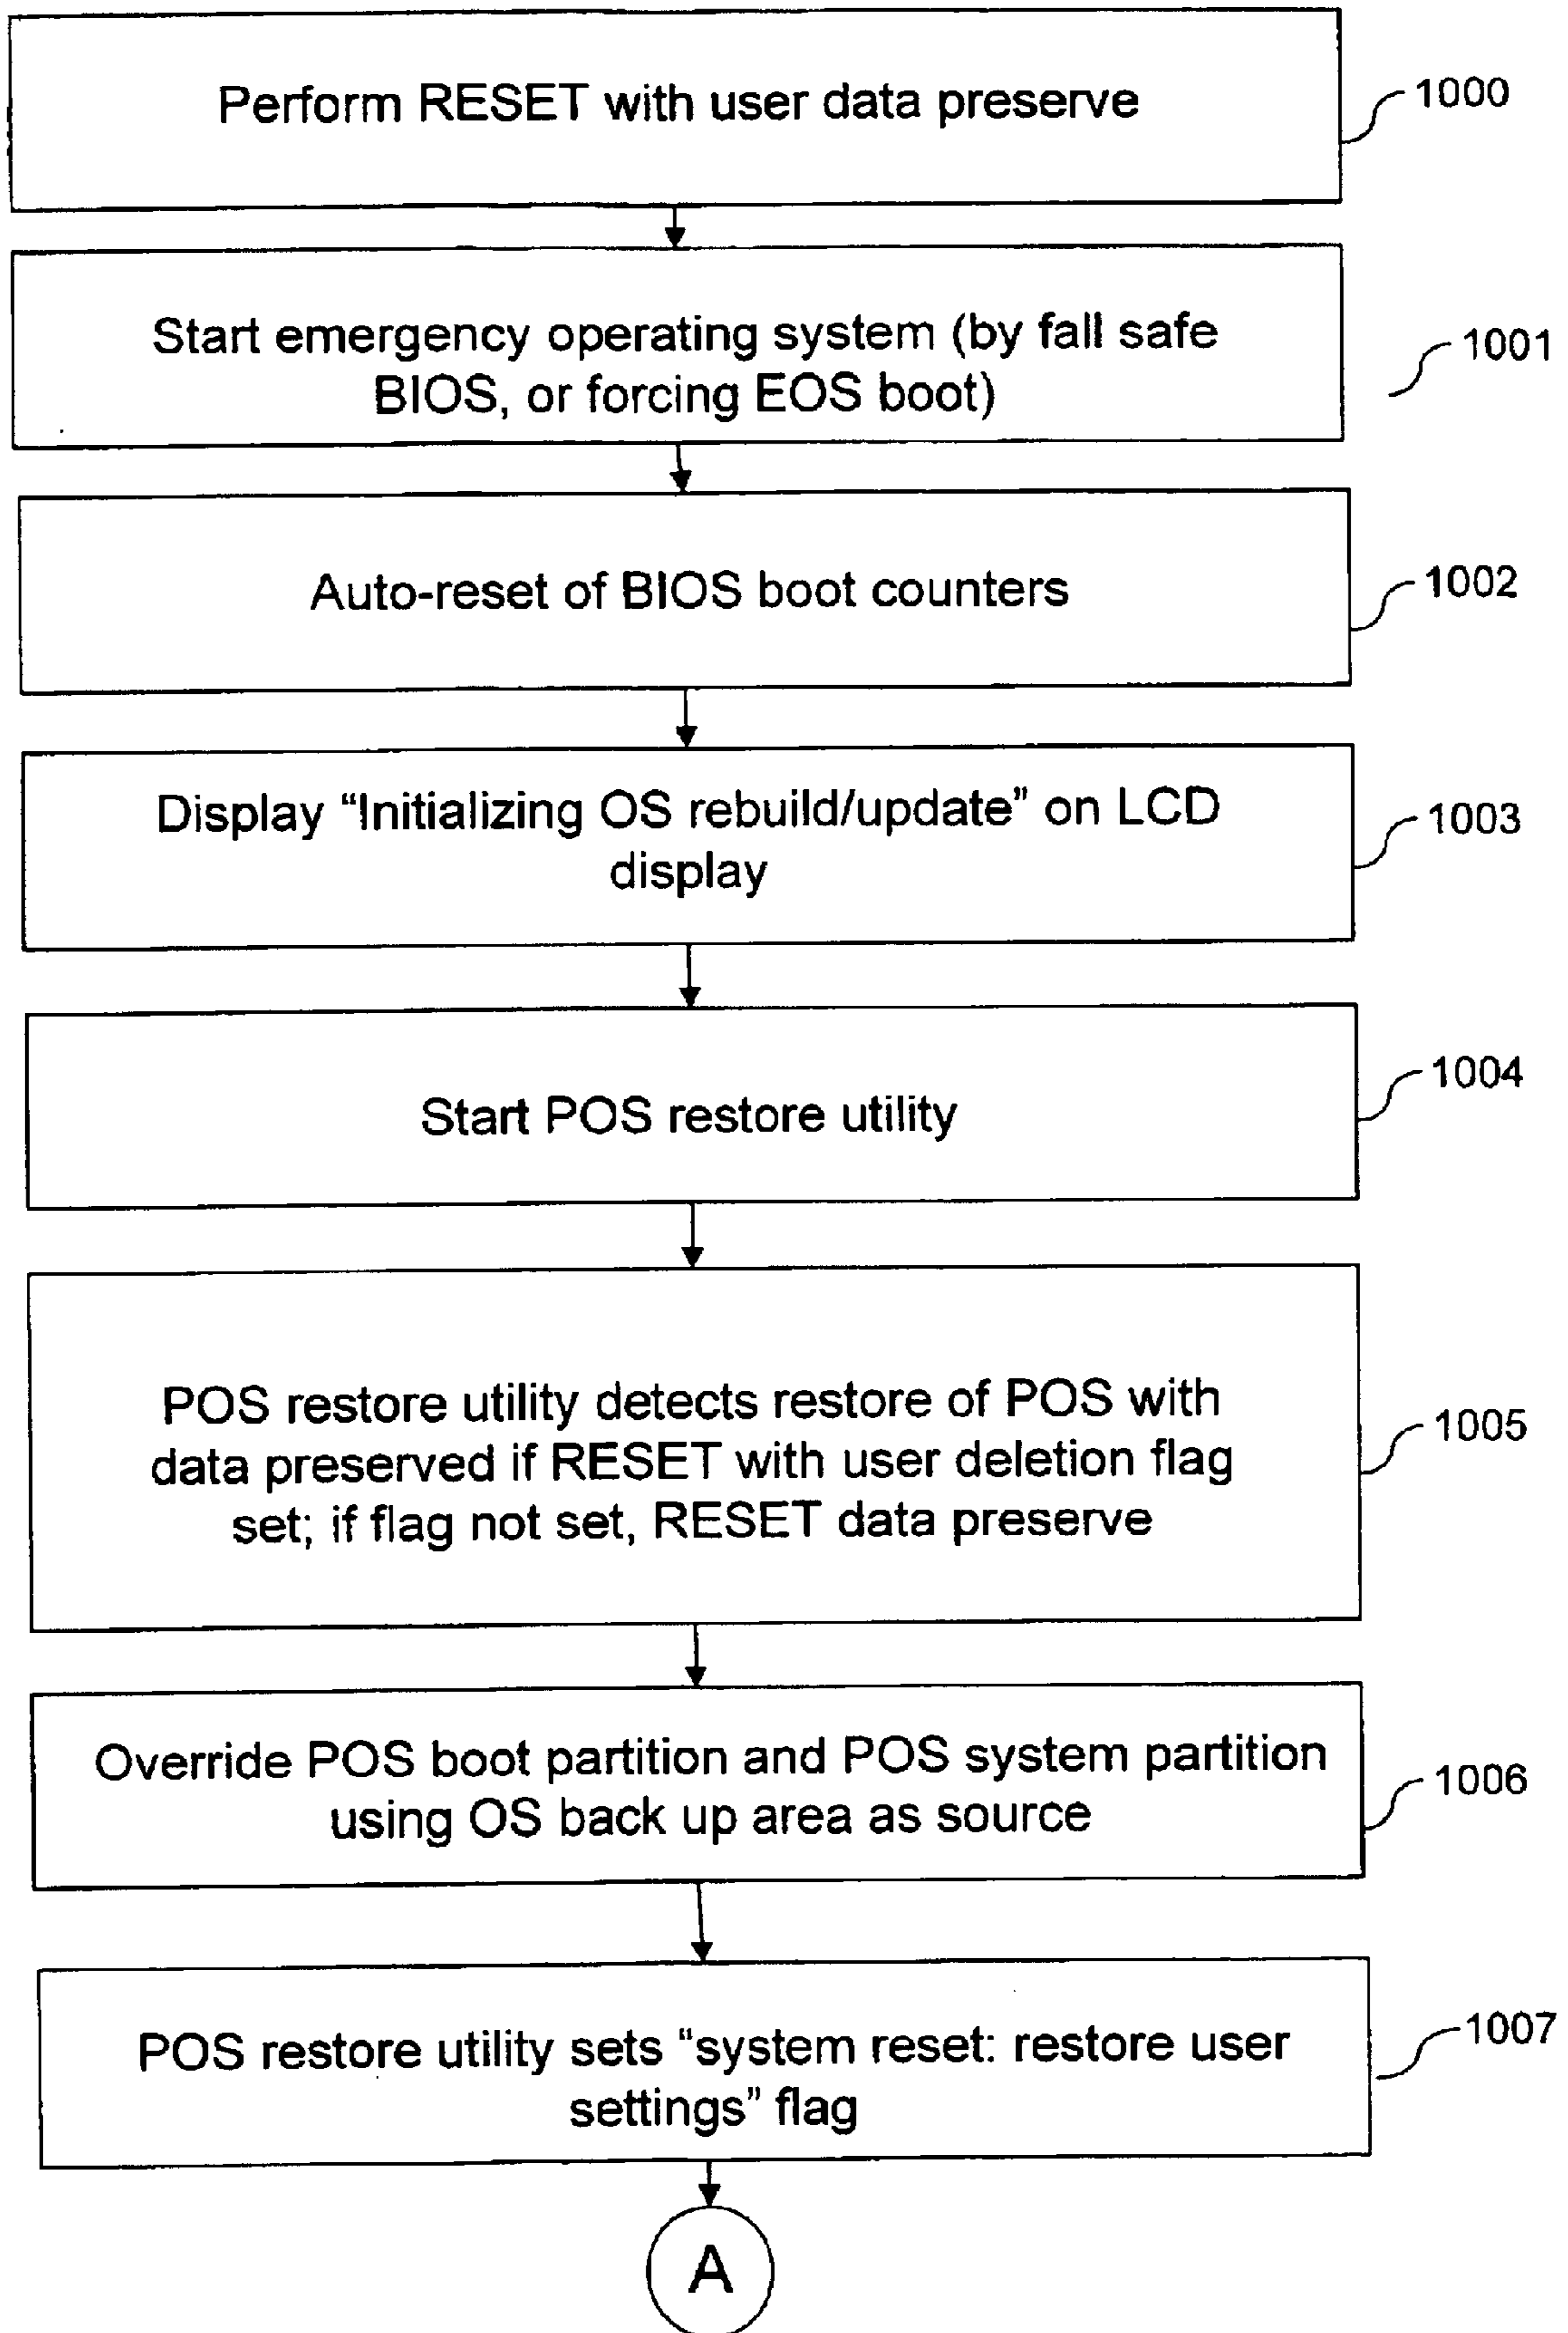 Perform RESET with user data preserve
1000
Start emergency operating system (by fall safe
BIOS, or forcing EOS boot)
1001
Auto-reset of BIOS boot counters
1002
Display “Initializing OS rebuild/update” on LCD
display
1003
Start POS restore utility
1004
POS restore utility detects restore of POS with
data preserved if RESET with user deletion flag
set; if flag not set, RESET data preserve
1005
Override POS boot partition and POS system partition
using OS back up area as source
1006
POS restore utility sets “system reset: restore user
settings” flag
1007
A